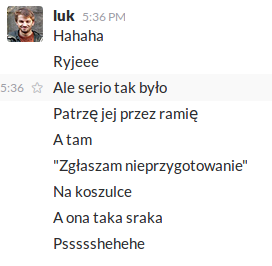 luk 5:36 PM
Hahaha
Ryjeee
5:36 Ale serio tak było
Patrzę jej przez ramię
A tam
"Zgłaszam nieprzygotowanie"
Na koszulce
A ona taka sraka
Pssssshehehe